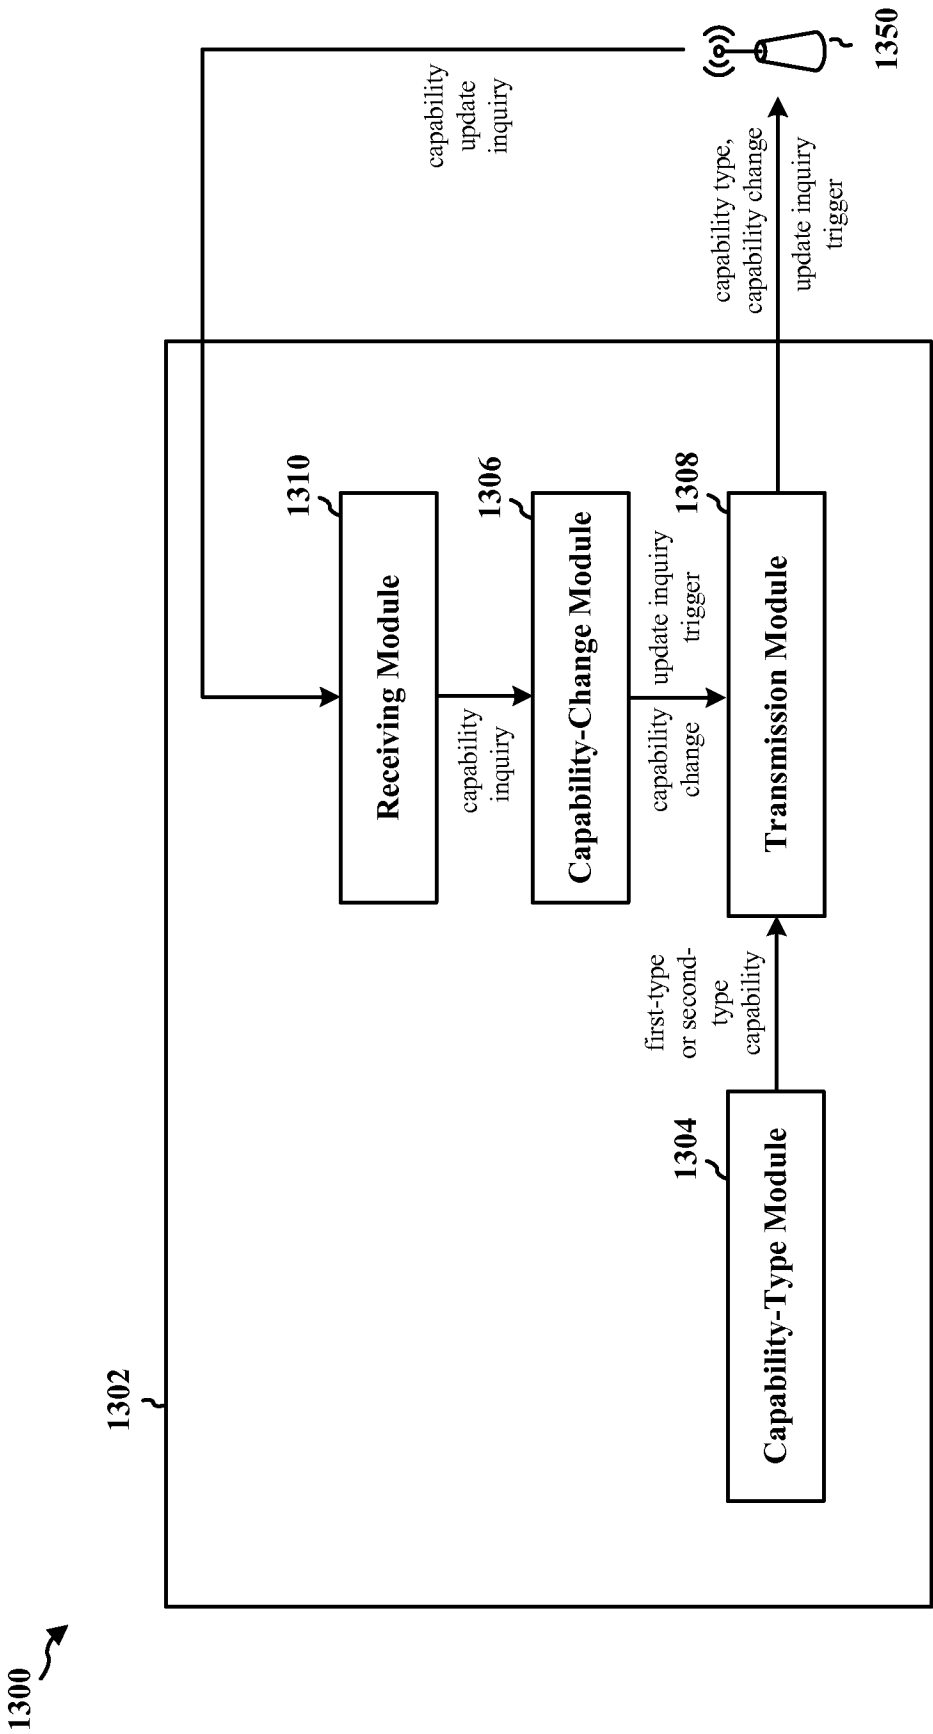 1300
1302
1310
Receiving Module
capability
update
inquiry
1350
capability
inquiry
1306
Capability-Change Module
capability
change
update inquiry
trigger
1304
Capability-Type Module
first-type
or second-
type
capability
1308
Transmission Module
capability type,
capability change
update inquiry
trigger